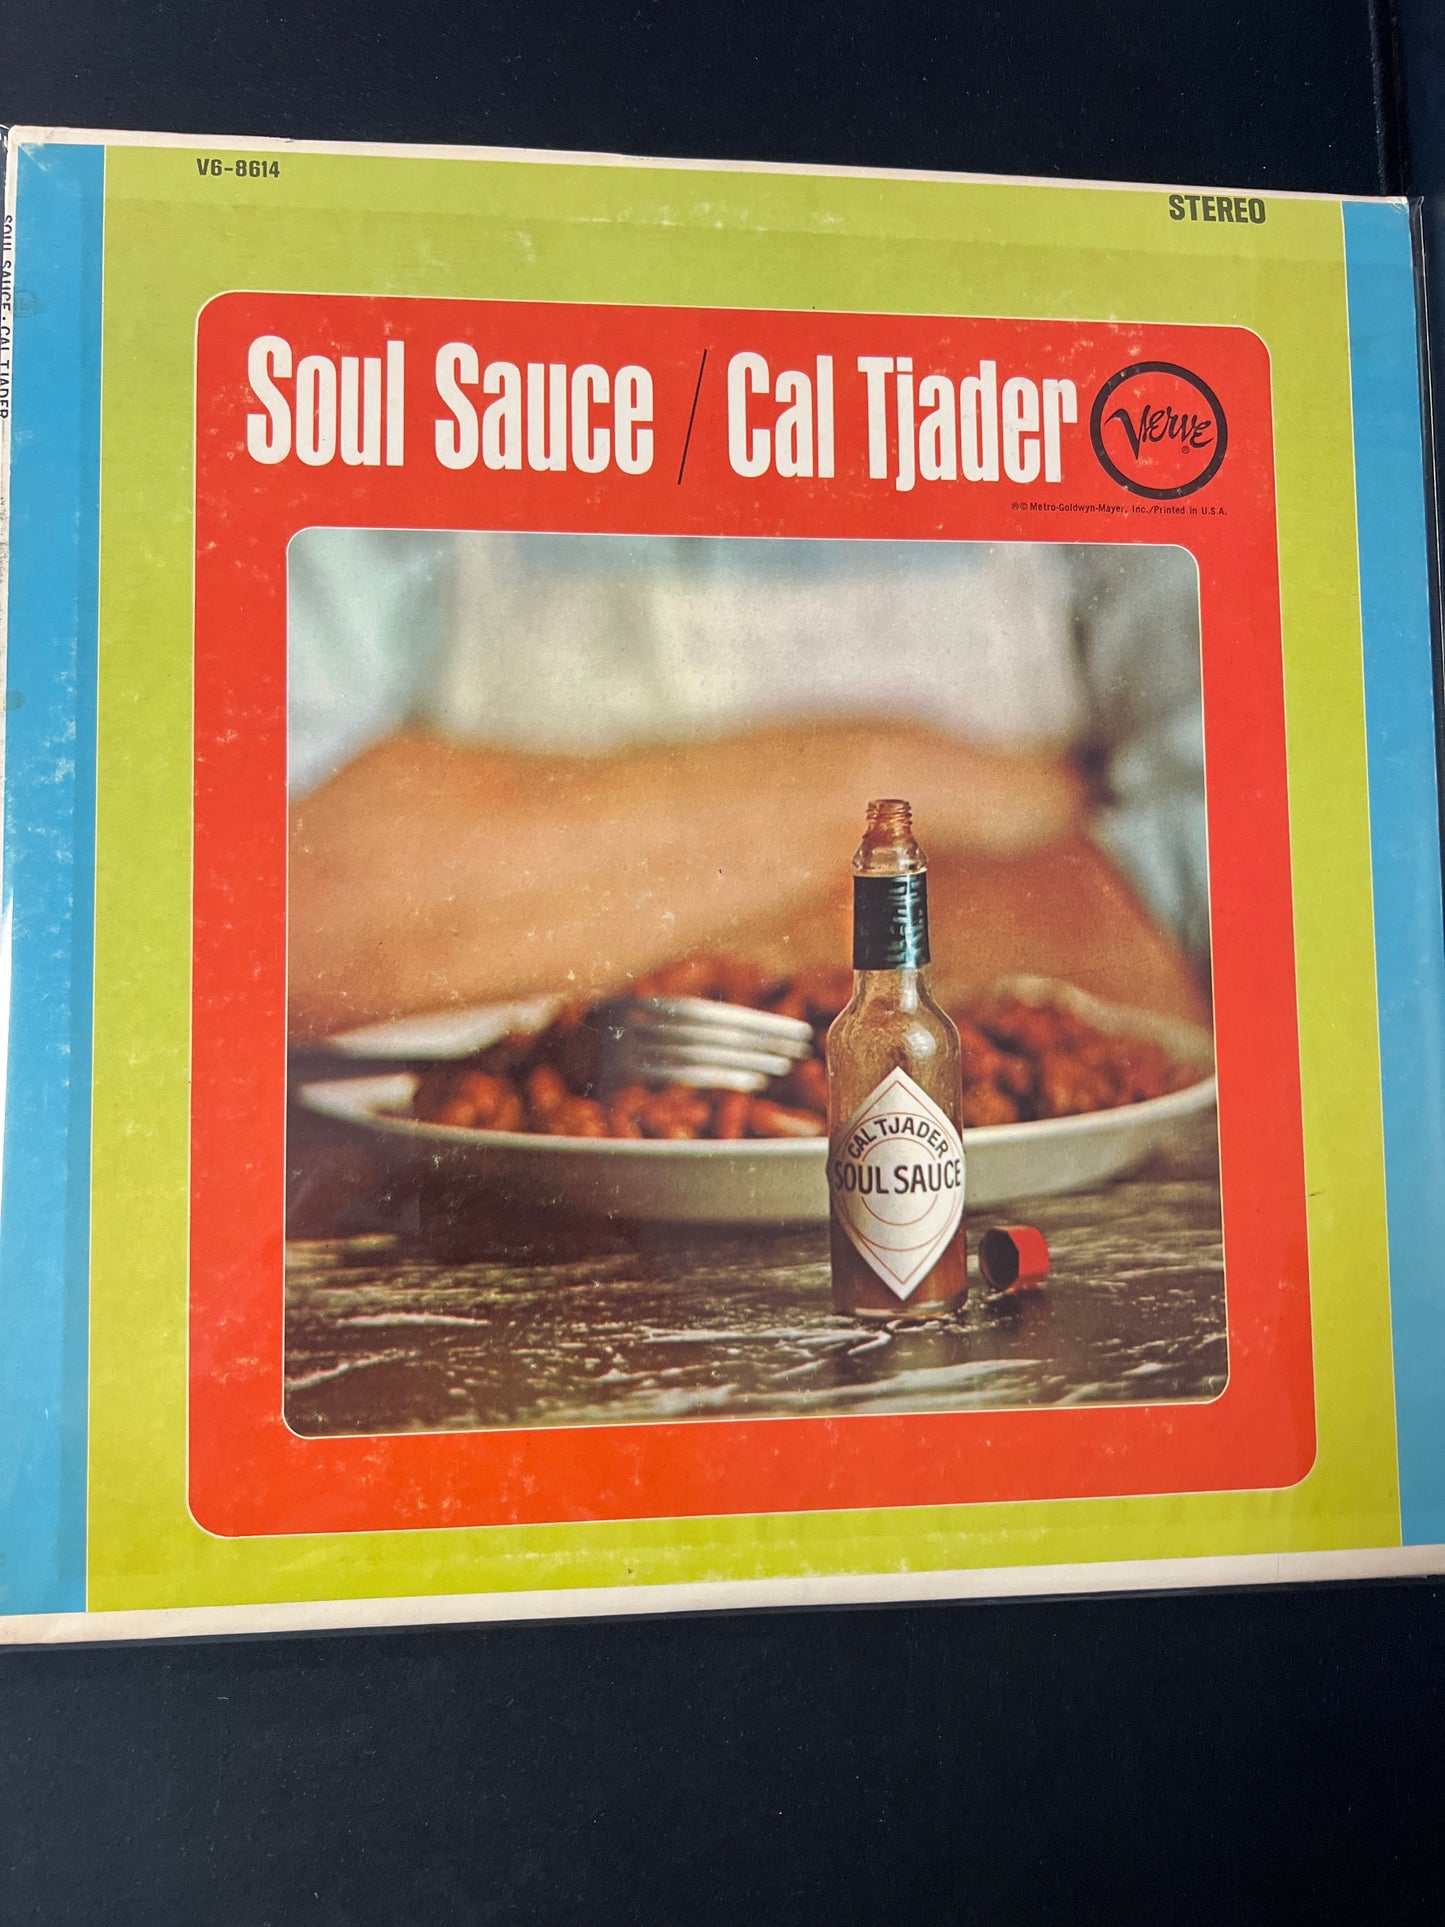 V6-8614
STEREO
SOUL SAUCE · CAL TJADER
Soul Sauce / Cal Tjader
Verve®
℗© Metro-Goldwyn-Mayer, Inc./Printed in U.S.A.
CAL TJADER
SOUL SAUCE